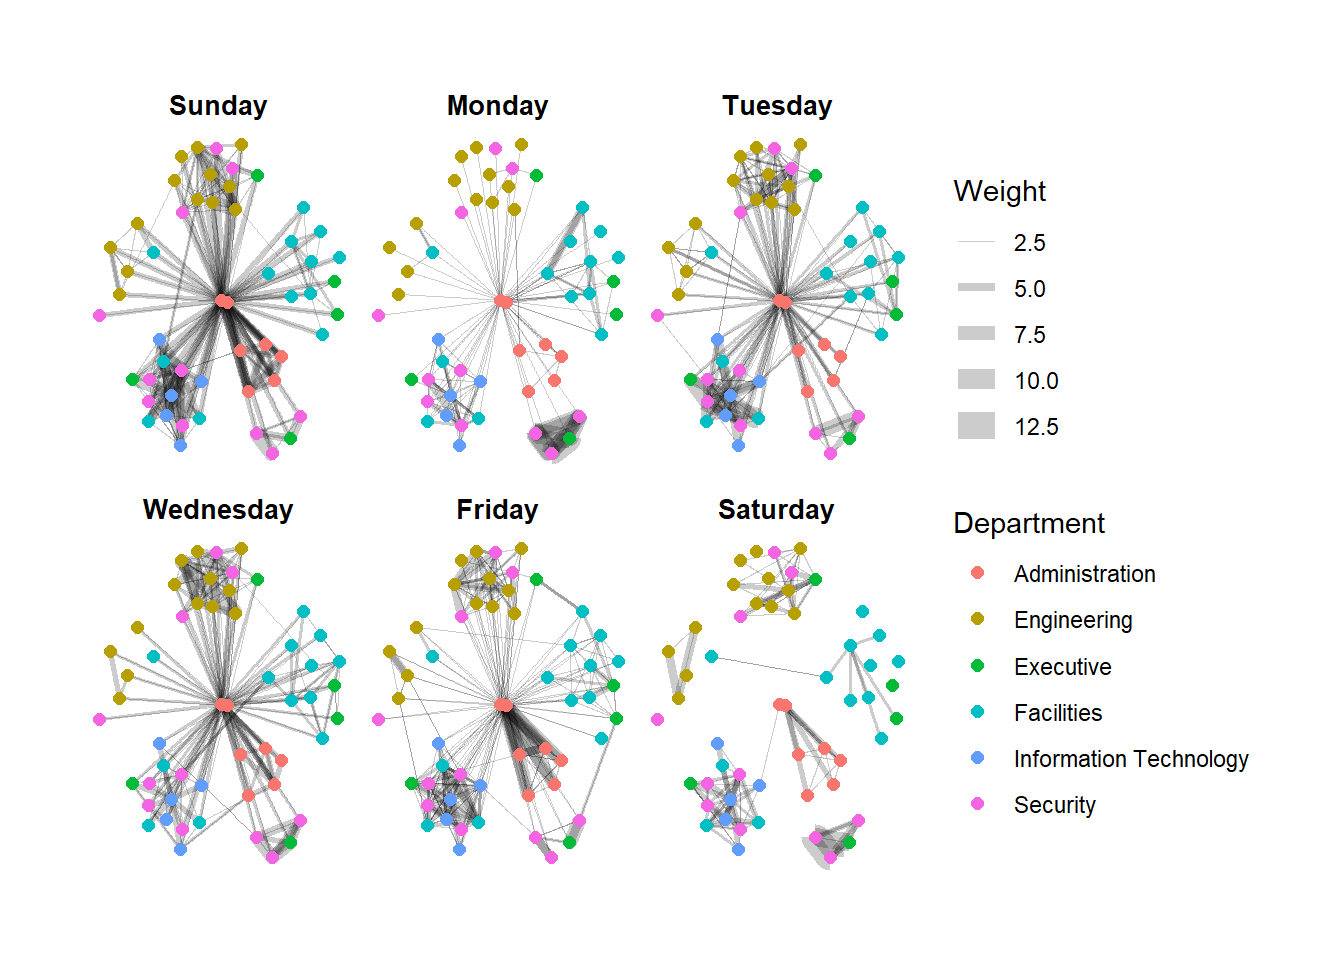 Sunday
Monday
Tuesday
Wednesday
Friday
Saturday
Weight
2.5
5.0
7.5
10.0
12.5
Department
Administration
Engineering
Executive
Facilities
Information Technology
Security